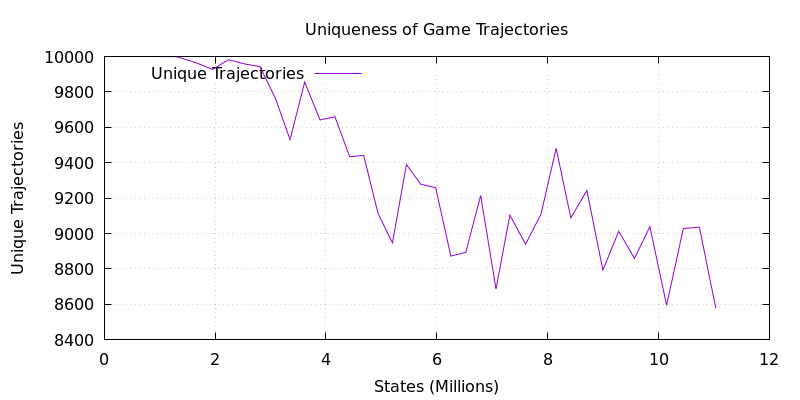 Uniqueness of Game Trajectories
Unique Trajectories
Unique Trajectories
10000
9800
9600
9400
9200
9000
8800
8600
8400
0 2 4 6 8 10 12
States (Millions)